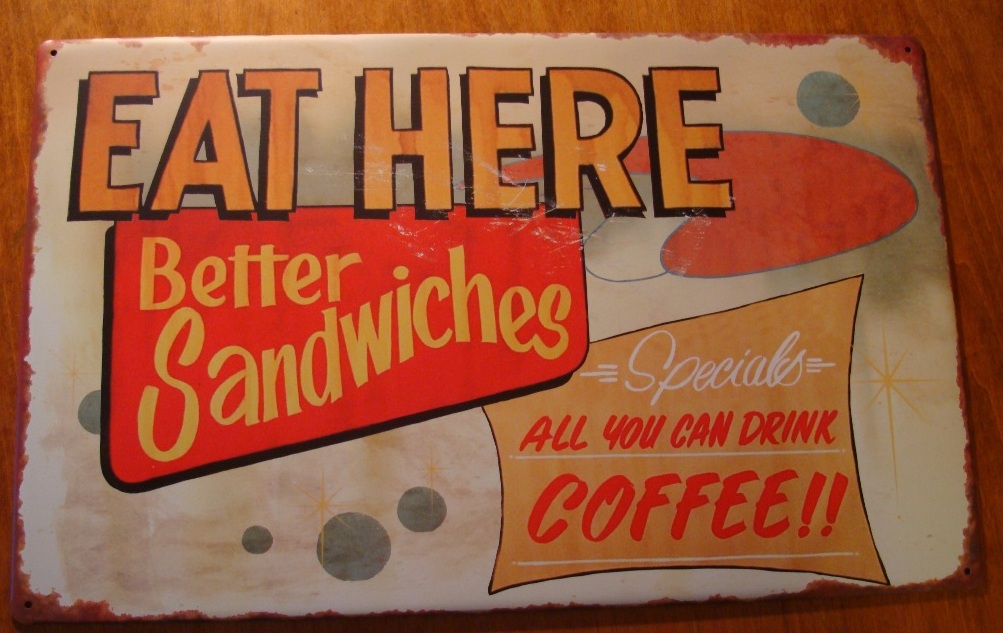 EAT HERE
Better
Sandwiches
Specials
ALL YOU CAN DRINK
COFFEE!!